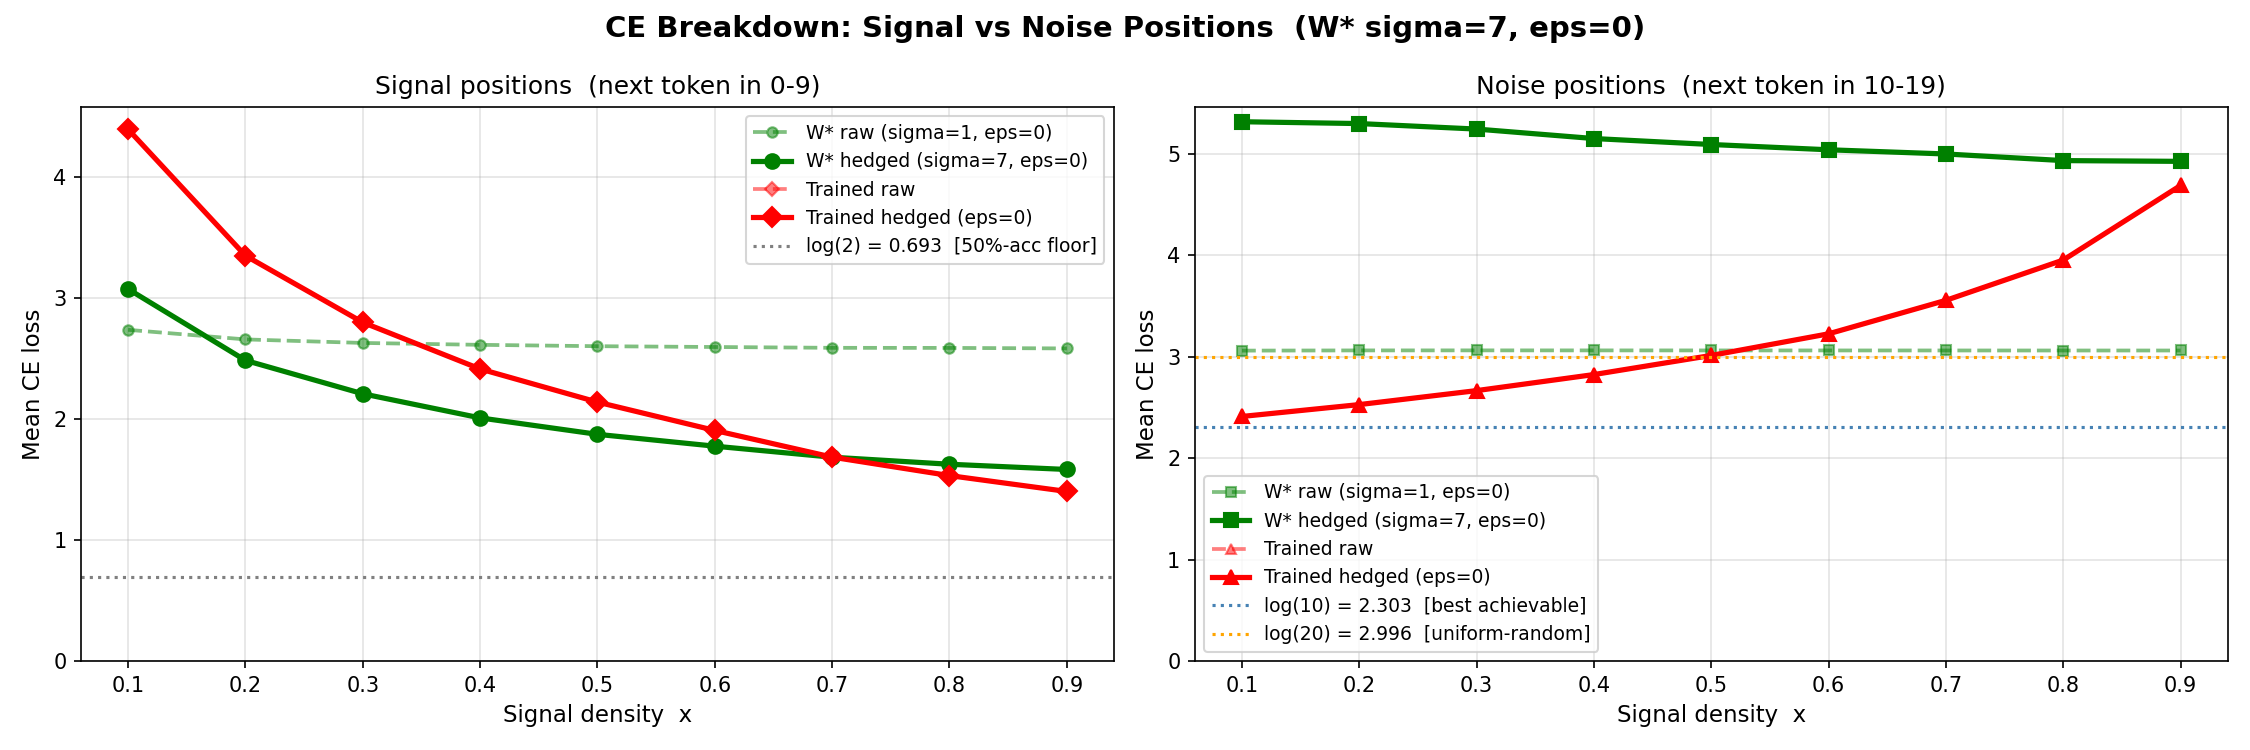 CE Breakdown: Signal vs Noise Positions  (W* sigma=7, eps=0)
Signal positions  (next token in 0-9)
Mean CE loss
4
3
2
1
0
W* raw (sigma=1, eps=0)
W* hedged (sigma=7, eps=0)
Trained raw
Trained hedged (eps=0)
log(2) = 0.693  [50%-acc floor]
0.1 0.2 0.3 0.4 0.5 0.6 0.7 0.8 0.9
Signal density  x
Noise positions  (next token in 10-19)
Mean CE loss
5
4
3
2
1
0
W* raw (sigma=1, eps=0)
W* hedged (sigma=7, eps=0)
Trained raw
Trained hedged (eps=0)
log(10) = 2.303  [best achievable]
log(20) = 2.996  [uniform-random]
0.1 0.2 0.3 0.4 0.5 0.6 0.7 0.8 0.9
Signal density  x